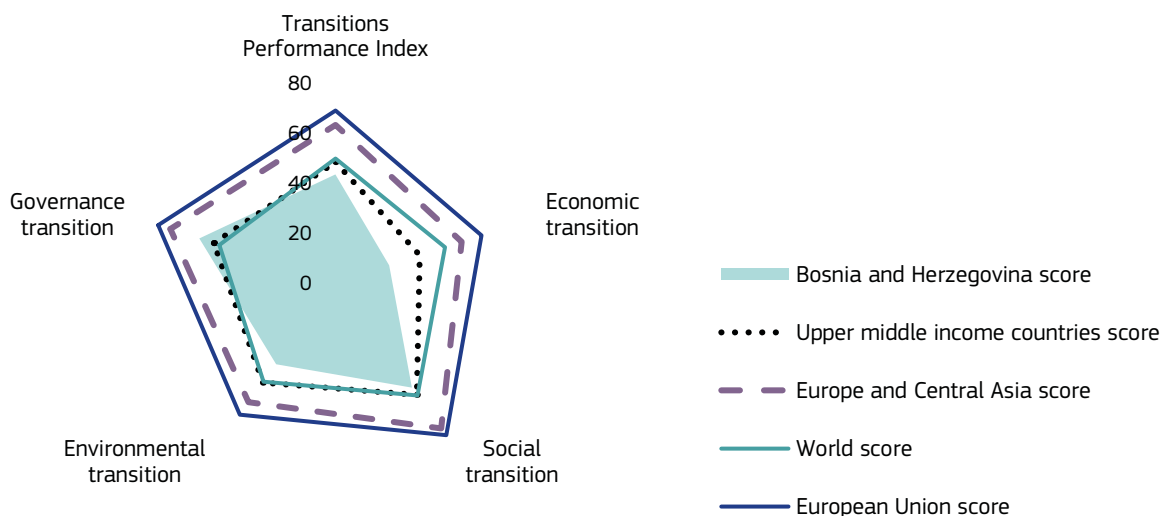 Transitions
Performance Index
80
60
40
20
0
Governance
transition
Economic
transition
Environmental
transition
Social
transition
Bosnia and Herzegovina score
Upper middle income countries score
Europe and Central Asia score
World score
European Union score